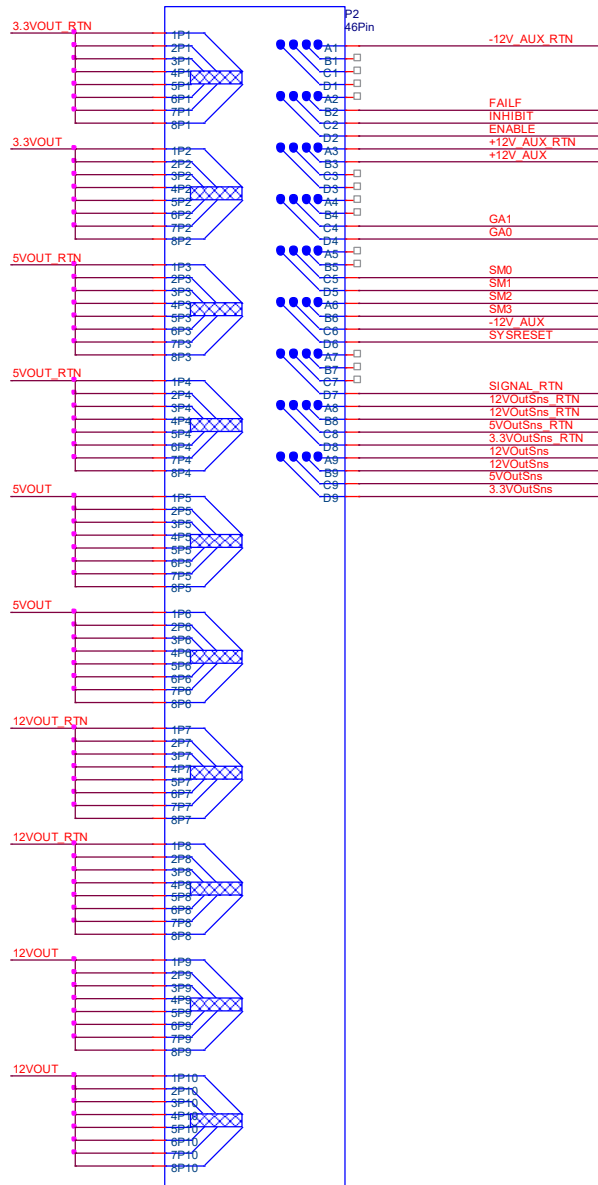 P2
46Pin
3.3VOUT_RTN
1P1
2P1
3P1
4P1
5P1
6P1
7P1
8P1
3.3VOUT
1P2
2P2
3P2
4P2
5P2
6P2
7P2
8P2
5VOUT_RTN
1P3
2P3
3P3
4P3
5P3
6P3
7P3
8P3
5VOUT_RTN
1P4
2P4
3P4
4P4
5P4
6P4
7P4
8P4
5VOUT
1P5
2P5
3P5
4P5
5P5
6P5
7P5
8P5
5VOUT
1P6
2P6
3P6
4P6
5P6
6P6
7P6
8P6
12VOUT_RTN
1P7
2P7
3P7
4P7
5P7
6P7
7P7
8P7
12VOUT_RTN
1P8
2P8
3P8
4P8
5P8
6P8
7P8
8P8
12VOUT
1P9
2P9
3P9
4P9
5P9
6P9
7P9
8P9
12VOUT
1P10
2P10
3P10
4P10
5P10
6P10
7P10
8P10
A1 -12V_AUX_RTN
B1
C1
D1
A2
B2 FAILF
C2 INHIBIT
D2 ENABLE
A3 +12V_AUX_RTN
B3 +12V_AUX
C3
D3
A4
B4
C4 GA1
D4 GA0
A5
B5
C5 SM0
D5 SM1
A6 SM2
B6 SM3
C6 -12V_AUX
D6 SYSRESET
A7
B7
C7
D7 SIGNAL_RTN
A8 12VOutSns_RTN
B8 12VOutSns_RTN
C8 5VOutSns_RTN
D8 3.3VOutSns_RTN
A9 12VOutSns
B9 12VOutSns
C9 5VOutSns
D9 3.3VOutSns